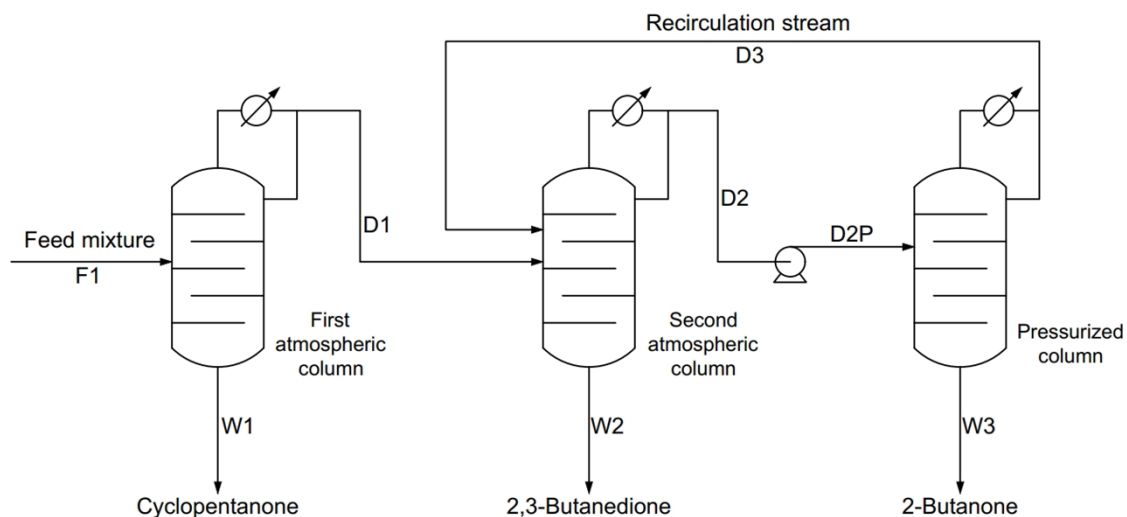 Recirculation stream
D3
Feed mixture
F1
D1
First
atmospheric
column
W1
Cyclopentanone
D2
D2P
Second
atmospheric
column
W2
2,3-Butanedione
Pressurized
column
W3
2-Butanone